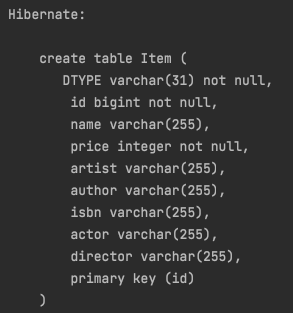 Hibernate:
create table Item (
DTYPE varchar(31) not null,
id bigint not null,
name varchar(255),
price integer not null,
artist varchar(255),
author varchar(255),
isbn varchar(255),
actor varchar(255),
director varchar(255),
primary key (id)
)